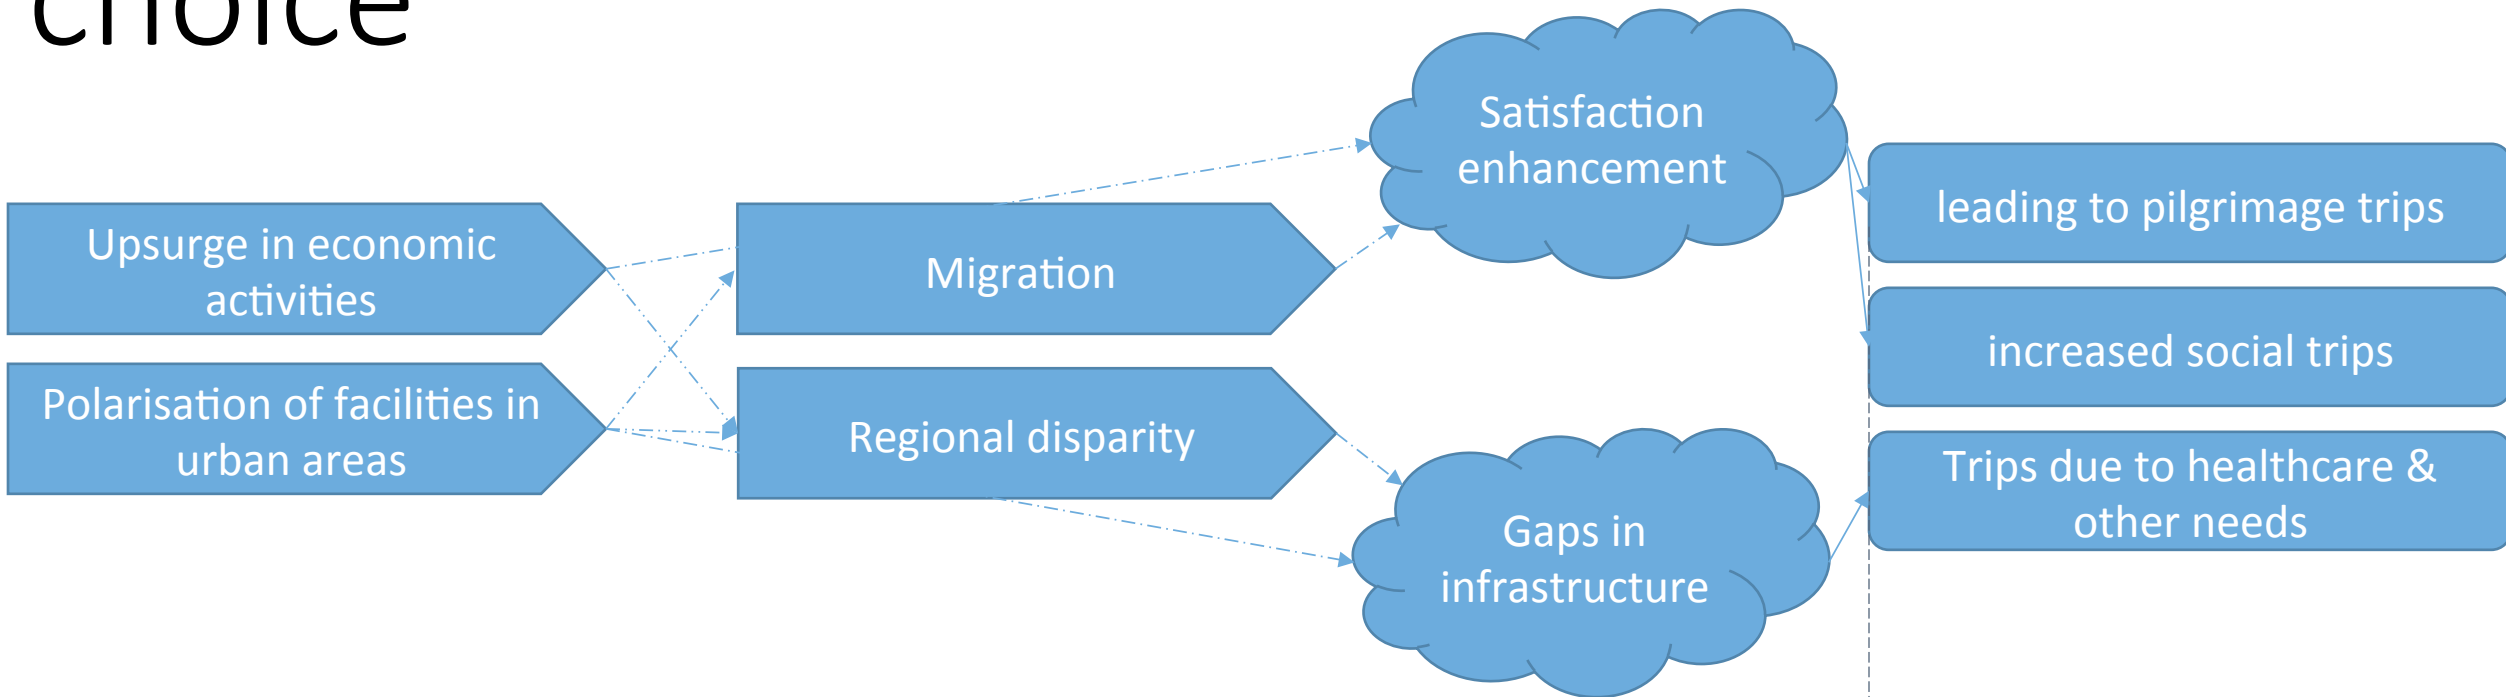 choice
Satisfaction
enhancement
leading to pilgrimage trips
Upsurge in economic
activities
Migration
increased social trips
Polarisation of facilities in
urban areas
Regional disparity
Trips due to healthcare &
other needs
Gaps in
infrastructure